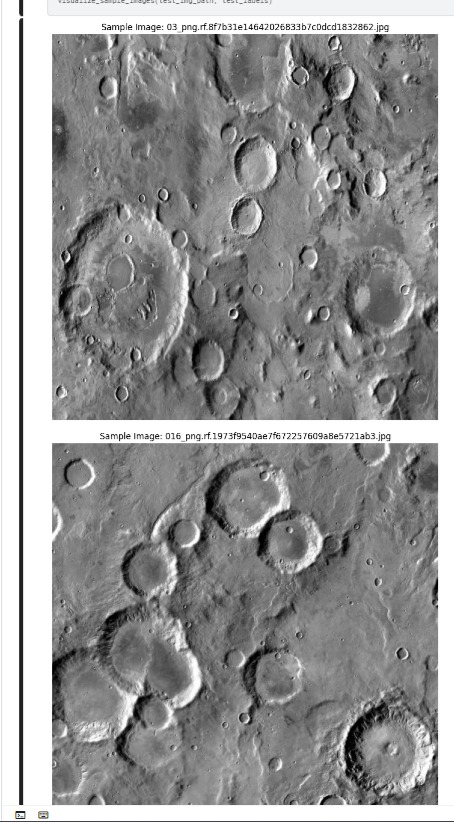 visualize_sample_images(test_img_path, test_labels)
Sample Image: 03_png.rf.8f7b31e14642026833b7c0dcd1832862.jpg
Sample Image: 016_png.rf.1973f9540ae7f672257609a8e5721ab3.jpg